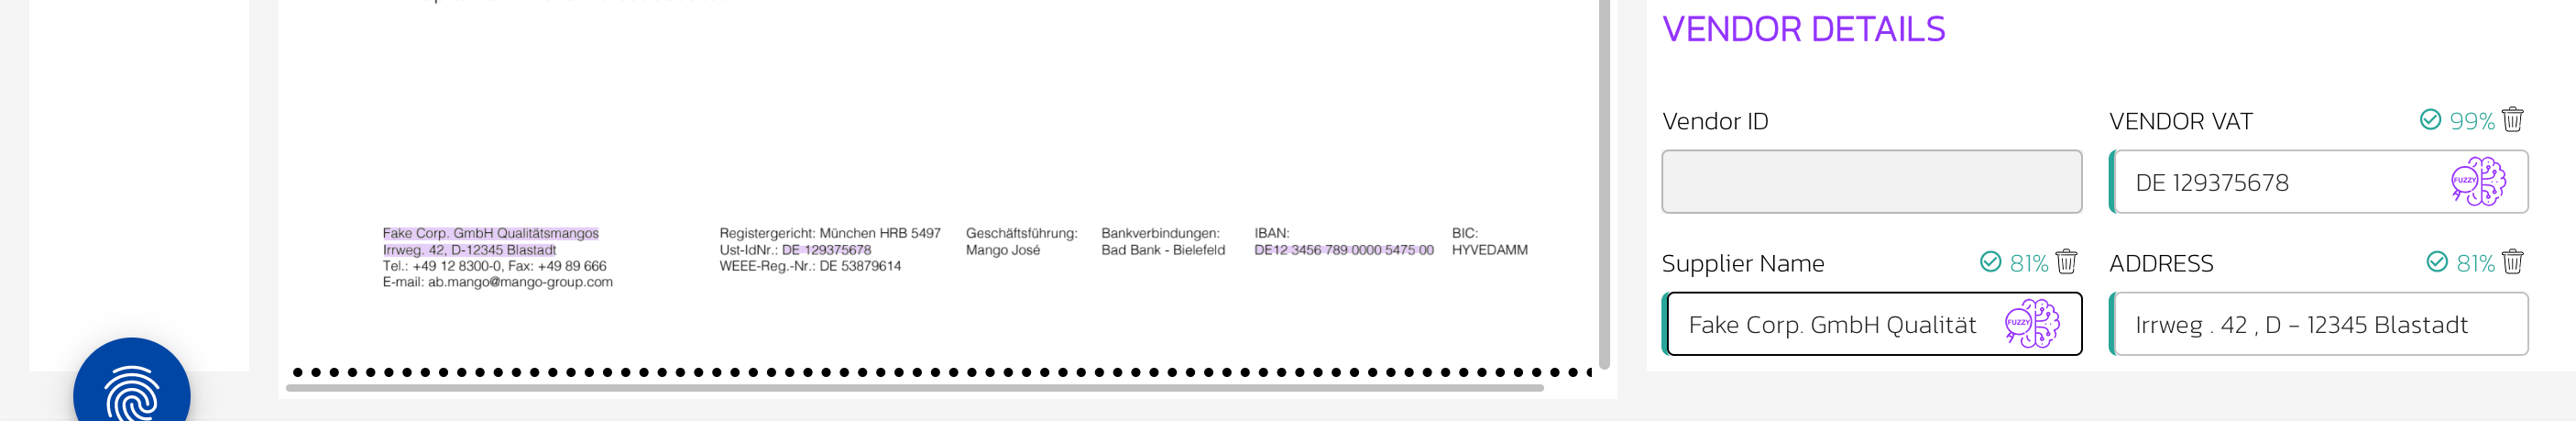 VENDOR DETAILS
Vendor ID
VENDOR VAT
99%
DE 129375678
FUZZY
Supplier Name
81%
ADDRESS
81%
Fake Corp. GmbH Qualität
FUZZY
Irrweg . 42 , D - 12345 Blastadt
Fake Corp. GmbH Qualitätsmangos
Irrweg. 42, D-12345 Blastadt
Tel.: +49 12 8300-0, Fax: +49 89 666
E-mail: ab.mango@mango-group.com
Registergericht: München HRB 5497
Ust-IdNr.: DE 129375678
WEEE-Reg.-Nr.: DE 53879614
Geschäftsführung:
Mango José
Bankverbindungen:
Bad Bank - Bielefeld
IBAN:
DE12 3456 789 0000 5475 00
BIC:
HYVEDAMM